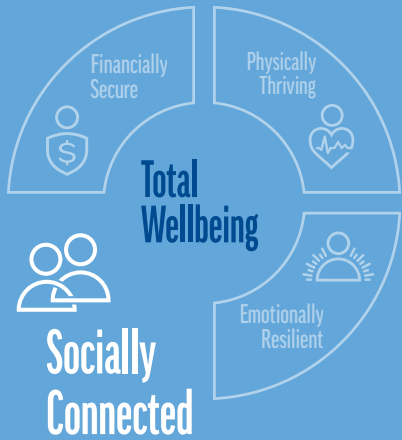 Financially
Secure
Physically
Thriving
Total
Wellbeing
$
Emotionally
Resilient
Socially
Connected